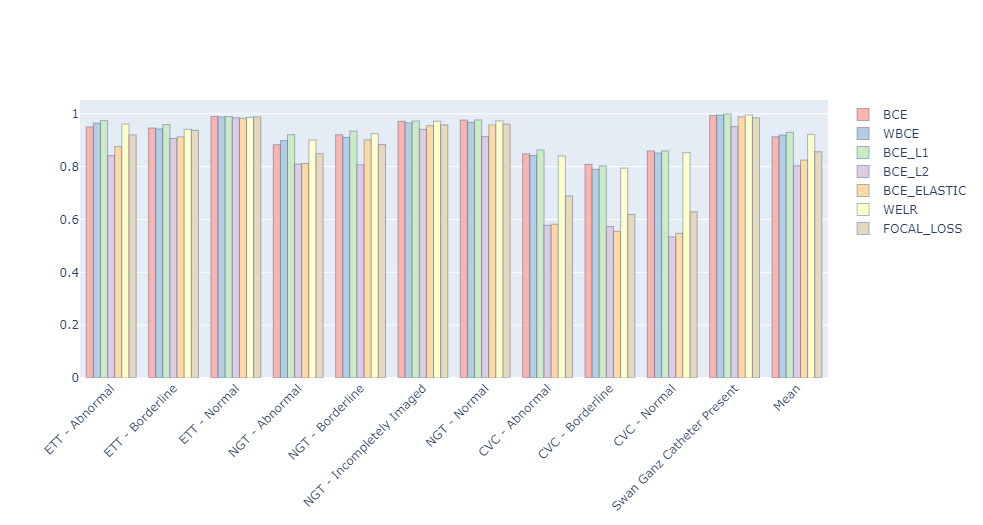 1
0.8
0.6
0.4
0.2
0
ETT - Abnormal
ETT - Borderline
ETT - Normal
NGT - Abnormal
NGT - Borderline
NGT - Incompletely Imaged
NGT - Normal
CVC - Abnormal
CVC - Borderline
CVC - Normal
Swan Ganz Catheter Present
Mean
BCE
WBCE
BCE_L1
BCE_L2
BCE_ELASTIC
WELR
FOCAL_LOSS